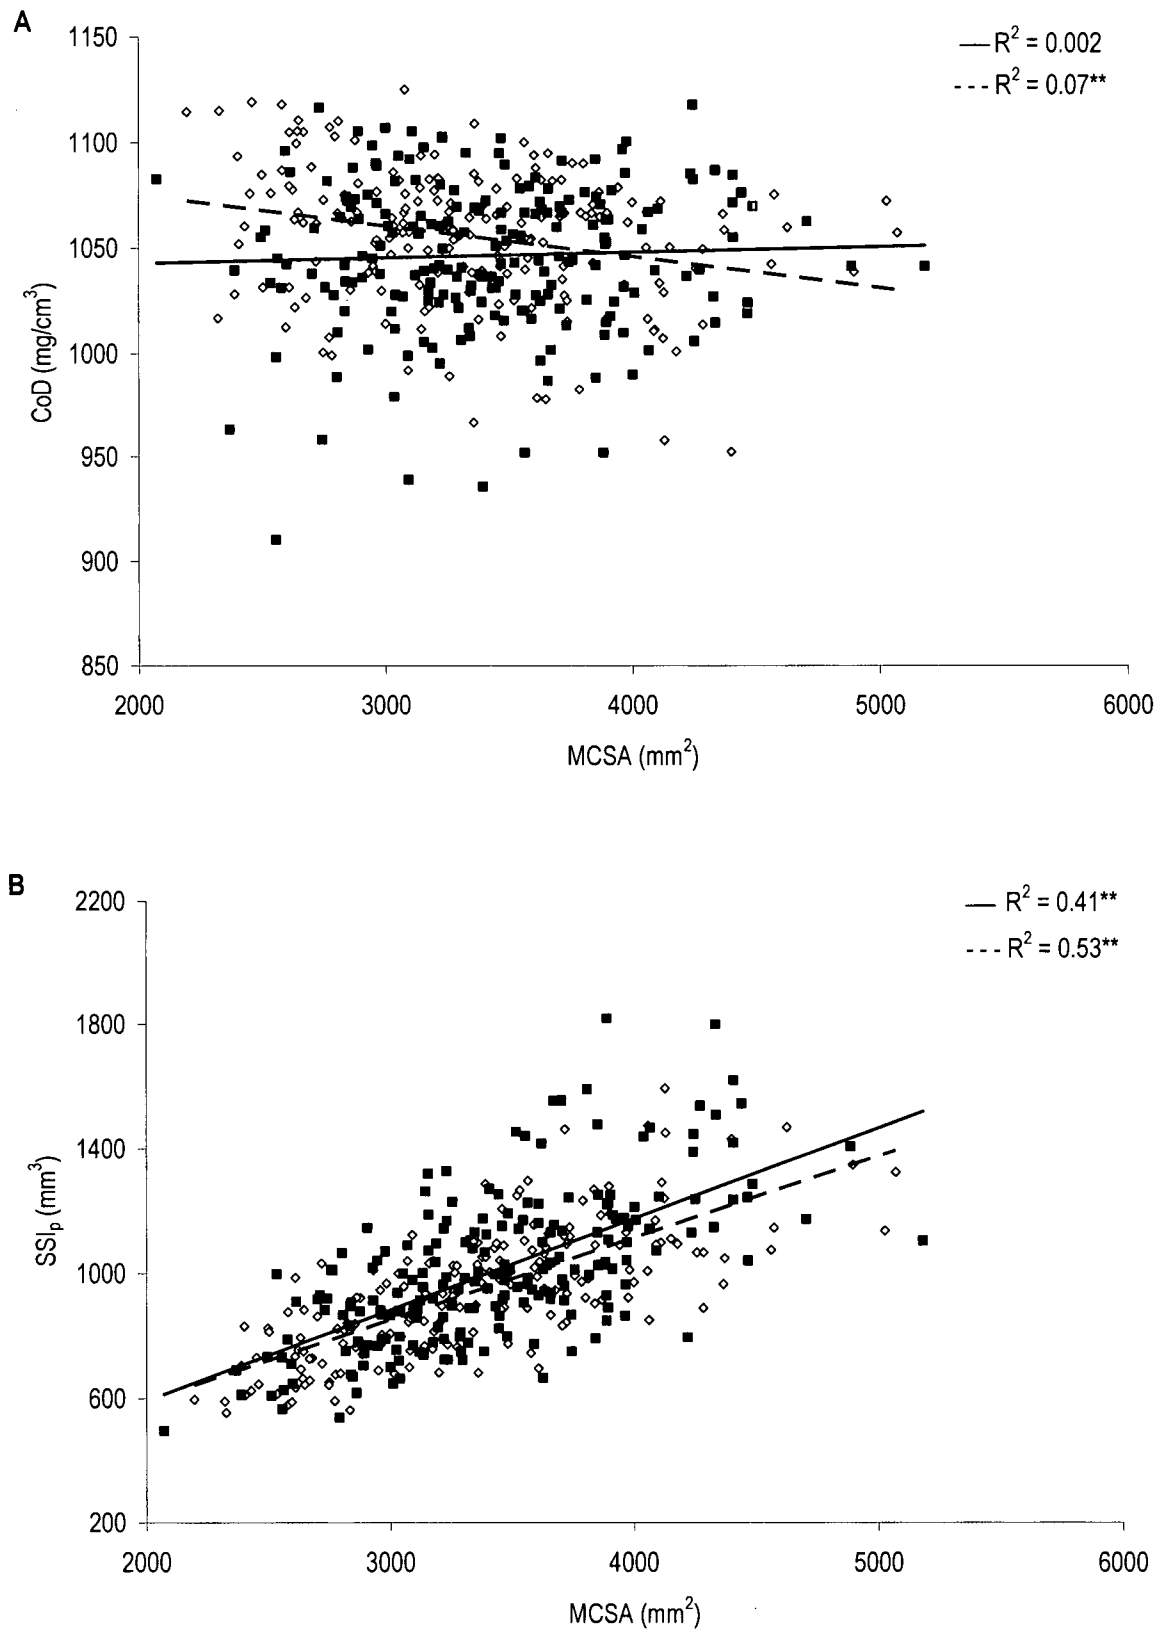 A
1150
1100
1050
1000
950
900
850
CoD (mg/cm³)
R² = 0.002
R² = 0.07**
2000 3000 4000 5000 6000
MCSA (mm²)
B
2200
1800
1400
1000
600
200
SSIₚ (mm³)
R² = 0.41**
R² = 0.53**
2000 3000 4000 5000 6000
MCSA (mm²)